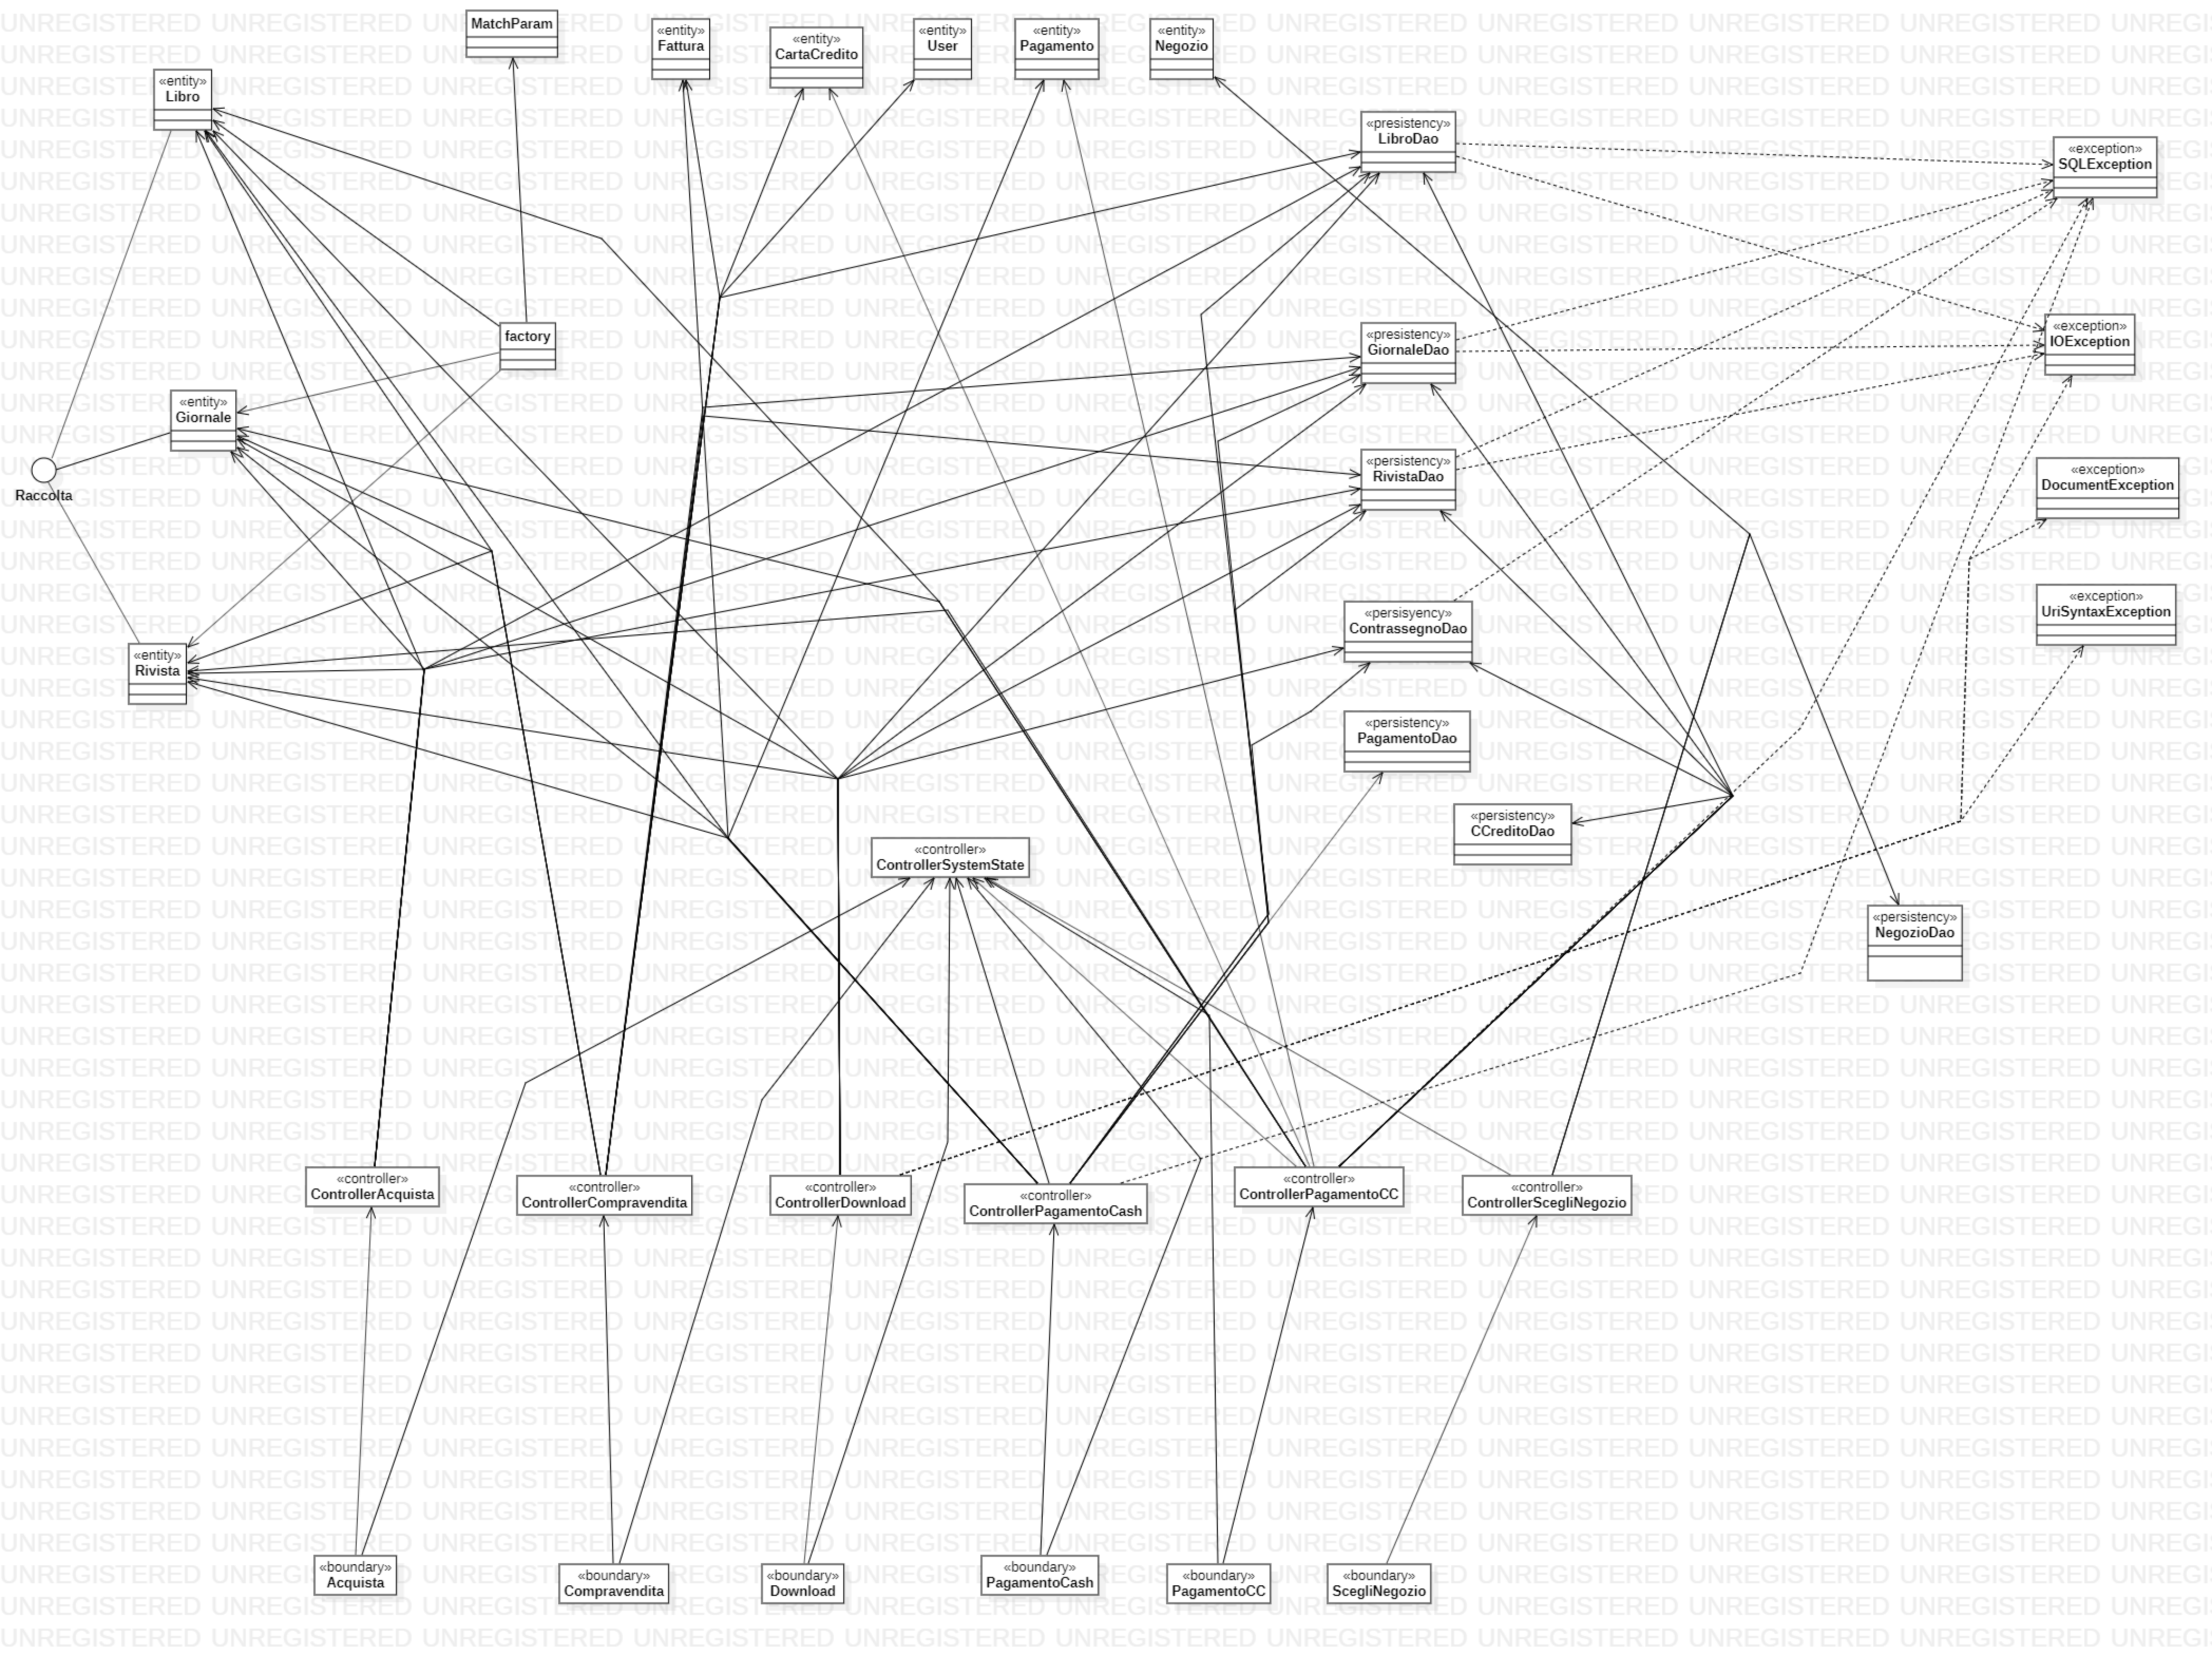 MatchParam
«entity»
Fattura
«entity»
CartaCredito
«entity»
User
«entity»
Pagamento
«entity»
Negozio
«entity»
Libro
«presistency»
LibroDao
«exception»
SQLException
factory
«presistency»
GiornaleDao
«exception»
IOException
«entity»
Giornale
Raccolta
«persistency»
RivistaDao
«exception»
DocumentException
«exception»
UriSyntaxException
«persisyency»
ContrassegnoDao
«entity»
Rivista
«persistency»
PagamentoDao
«persistency»
CCreditoDao
«controller»
ControllerSystemState
«persistency»
NegozioDao
«controller»
ControllerAcquista
«controller»
ControllerCompravendita
«controller»
ControllerDownload
«controller»
ControllerPagamentoCash
«controller»
ControllerPagamentoCC
«controller»
ControllerScegliNegozio
«boundary»
Acquista
«boundary»
Compravendita
«boundary»
Download
«boundary»
PagamentoCash
«boundary»
PagamentoCC
«boundary»
ScegliNegozio
UNREGISTERED